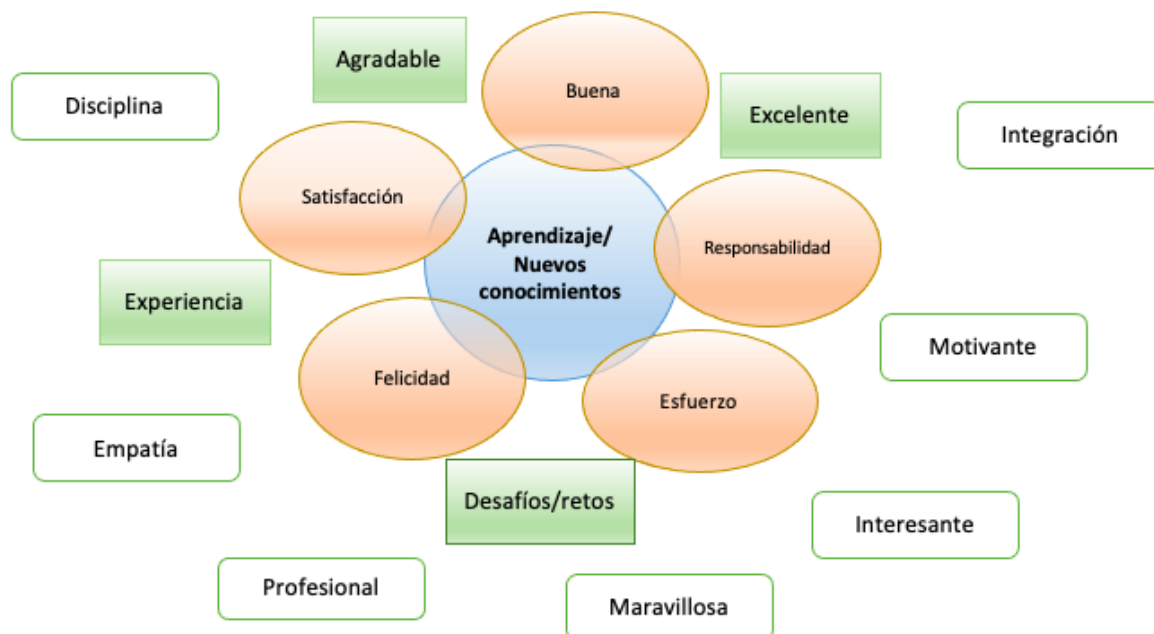 Agradable
Buena
Disciplina
Excelente
Integración
Satisfacción
Aprendizaje/
Nuevos
conocimientos
Responsabilidad
Experiencia
Motivante
Felicidad
Esfuerzo
Empatía
Desafíos/retos
Interesante
Profesional
Maravillosa